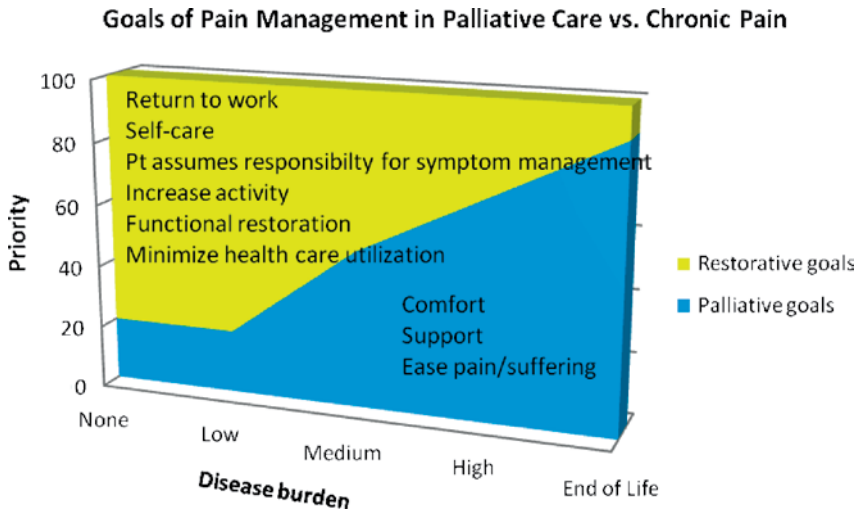 Goals of Pain Management in Palliative Care vs. Chronic Pain
100
80
60
40
20
0
Priority
Return to work
Self-care
Pt assumes responsibilty for symptom management
Increase activity
Functional restoration
Minimize health care utilization
Comfort
Support
Ease pain/suffering
Restorative goals
Palliative goals
None
Low
Medium
High
End of Life
Disease burden